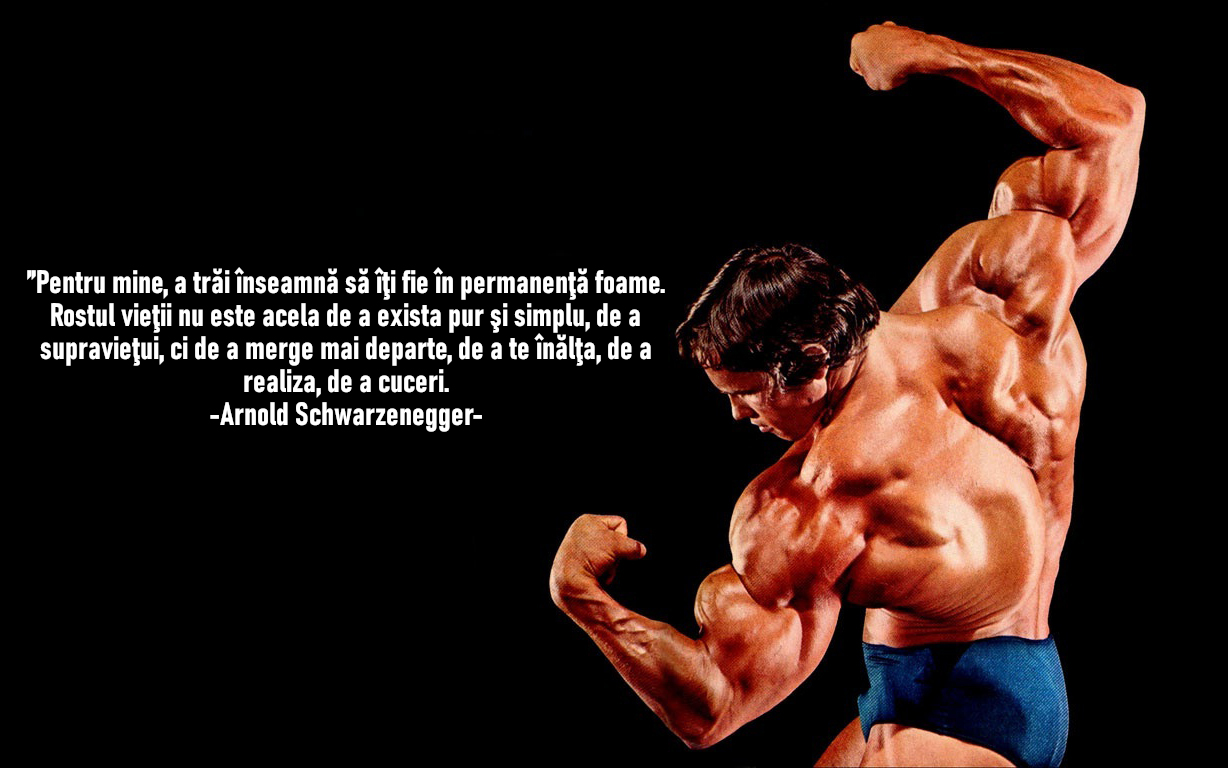 "Pentru mine, a trăi înseamnă să îţi fie în permanenţă foame.
Rostul vieţii nu este acela de a exista pur şi simplu, de a
supravieţui, ci de a merge mai departe, de a te înălţa, de a
realiza, de a cuceri.
-Arnold Schwarzenegger-